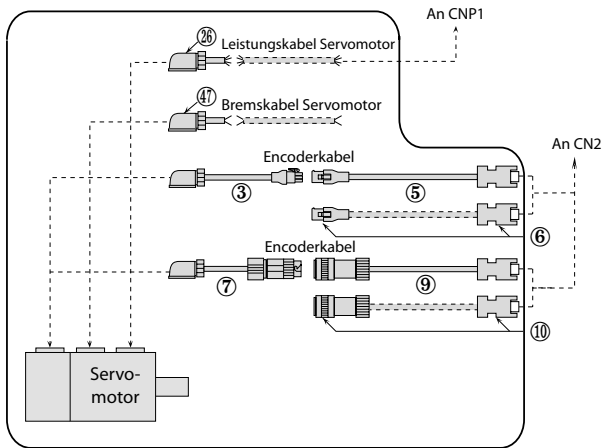 An CNP1
㉖
Leistungskabel Servomotor
㊼
Bremskabel Servomotor
An CN2
Encoderkabel
③
⑤
⑥
Encoderkabel
⑦
⑨
⑩
Servo-
motor